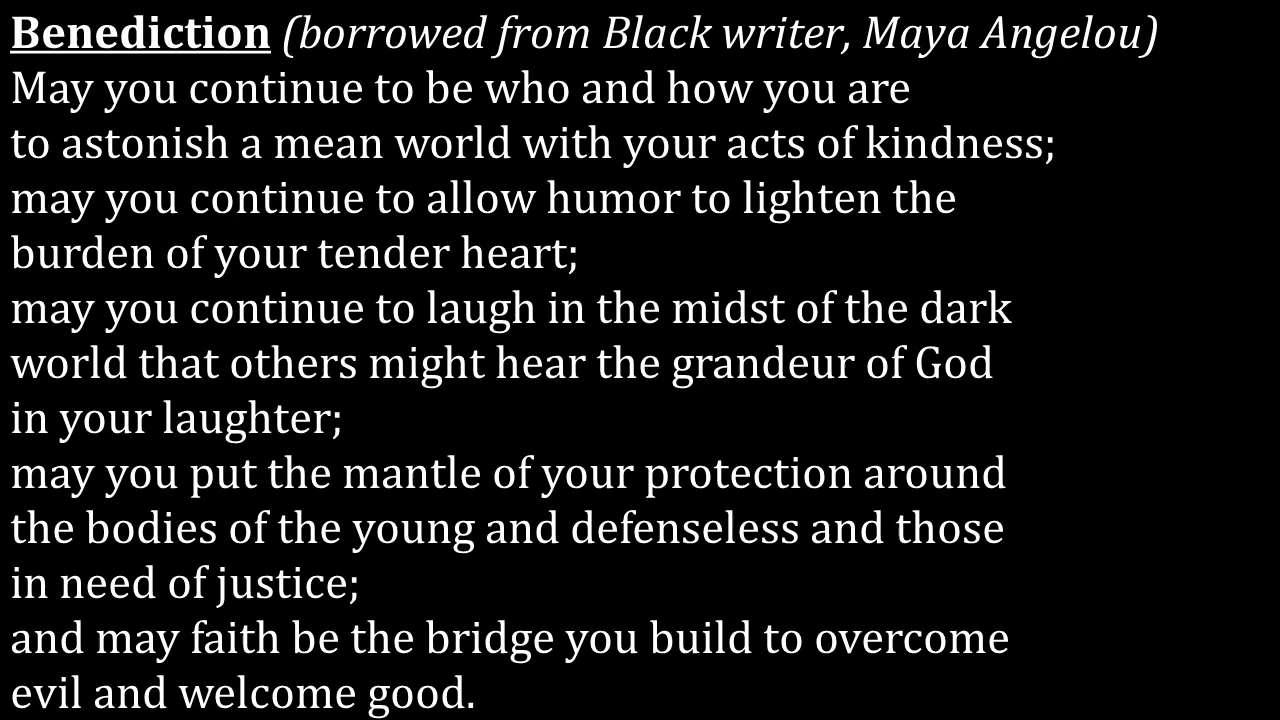 Benediction (borrowed from Black writer, Maya Angelou)
May you continue to be who and how you are
to astonish a mean world with your acts of kindness;
may you continue to allow humor to lighten the
burden of your tender heart;
may you continue to laugh in the midst of the dark
world that others might hear the grandeur of God
in your laughter;
may you put the mantle of your protection around
the bodies of the young and defenseless and those
in need of justice;
and may faith be the bridge you build to overcome
evil and welcome good.